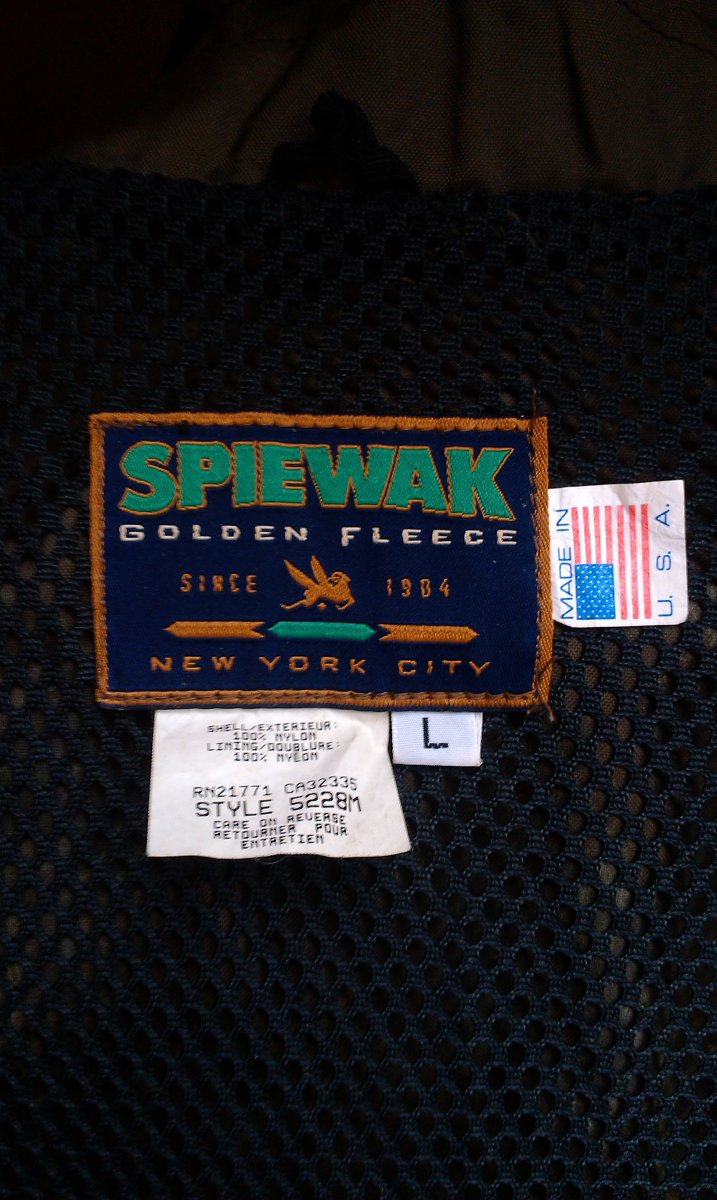 SPIEWAK
GOLDEN FLEECE
SINCE 1904
NEW YORK CITY
MADE IN
U. S. A.
SHELL/EXTERIEUR:
100% NYLON
LINING/DOUBLURE:
100% NYLON
RN21771 CA32335
STYLE 5228M
CARE ON REVERSE
RETOURNER POUR
ENTRETIEN
L